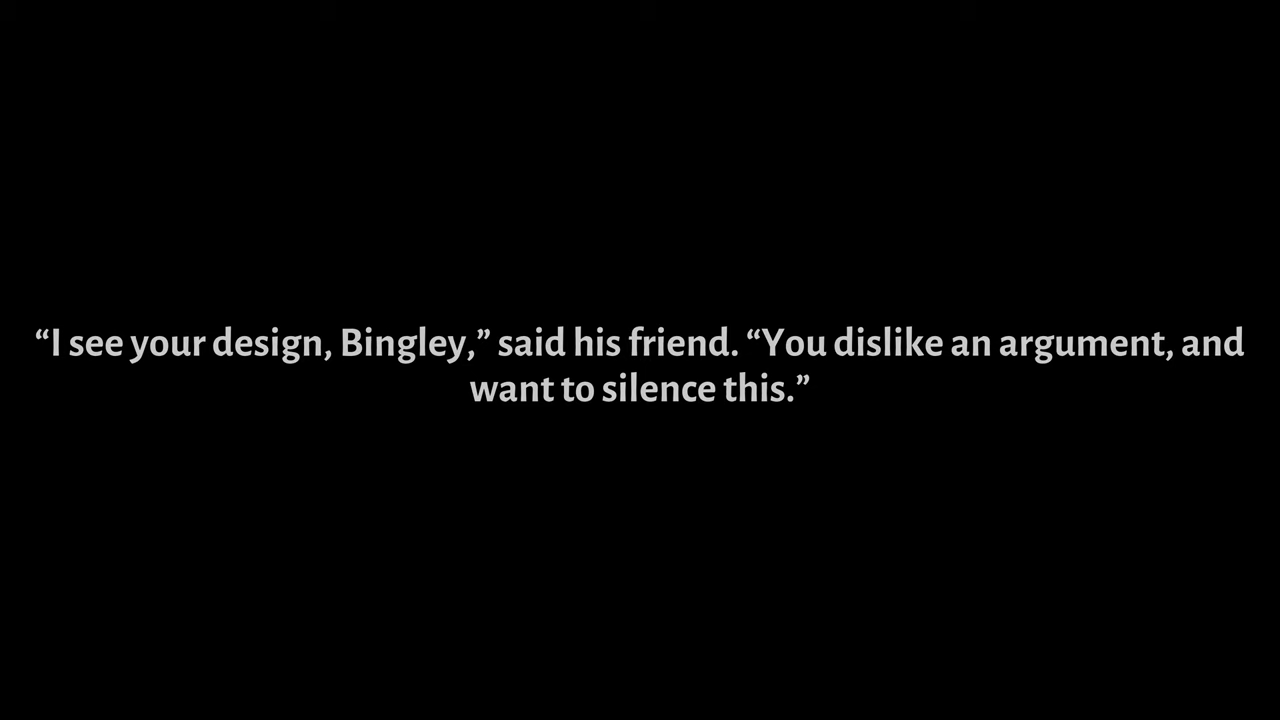 “I see your design, Bingley,” said his friend. “You dislike an argument, and
want to silence this.”